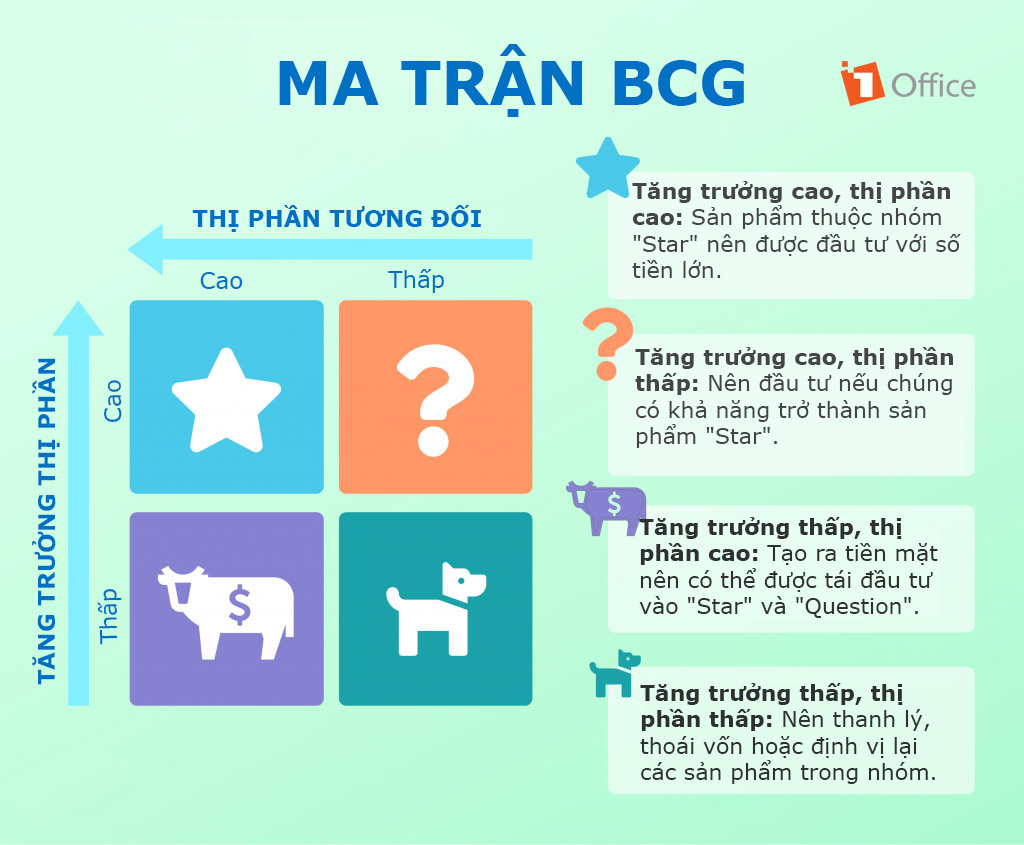 MA TRẬN BCG
1Office
THỊ PHẦN TƯƠNG ĐỐI
Cao
Thấp
TĂNG TRƯỞNG THỊ PHẦN
Cao
Thấp
$
Tăng trưởng cao, thị phần
cao: Sản phẩm thuộc nhóm
"Star" nên được đầu tư với số
tiền lớn.
Tăng trưởng cao, thị phần
thấp: Nên đầu tư nếu chúng
có khả năng trở thành sản
phẩm "Star".
$
Tăng trưởng thấp, thị
phần cao: Tạo ra tiền mặt
nên có thể được tái đầu tư
vào "Star" và "Question".
Tăng trưởng thấp, thị
phần thấp: Nên thanh lý,
thoái vốn hoặc định vị lại
các sản phẩm trong nhóm.